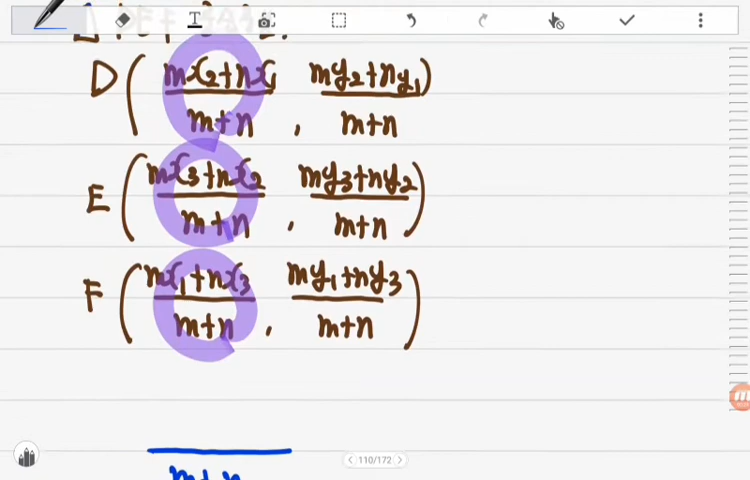 T
D( mx₂+nx₁ / m+n , my₂+ny₁ / m+n )
E( mx₃+nx₂ / m+n , my₃+ny₂ / m+n )
F( mx₁+nx₃ / m+n , my₁+ny₃ / m+n )
m+n
< 110/172 >